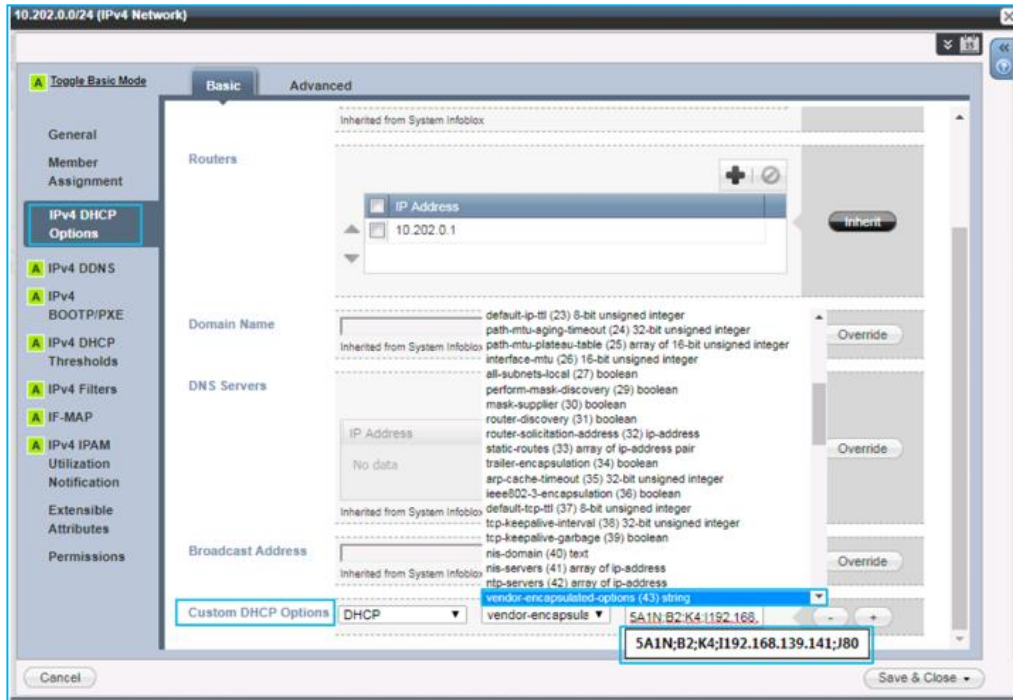 10.202.0.0/24 (IPv4 Network)
A Toggle Basic Mode
Basic
Advanced
General
Member
Assignment
IPv4 DHCP
Options
A IPv4 DDNS
A IPv4
BOOTP/PXE
A IPv4 DHCP
Thresholds
A IPv4 Filters
A IF-MAP
A IPv4 IPAM
Utilization
Notification
Extensible
Attributes
Permissions
Inherited from System Infoblox
Routers
IP Address
10.202.0.1
Inherit
Domain Name
Inherited from System Infoblox
Override
DNS Servers
IP Address
No data
Inherited from System Infoblox
Override
Broadcast Address
Inherited from System Infoblox
Override
default-ip-ttl (23) 8-bit unsigned integer
path-mtu-aging-timeout (24) 32-bit unsigned integer
path-mtu-plateau-table (25) array of 16-bit unsigned integer
interface-mtu (26) 16-bit unsigned integer
all-subnets-local (27) boolean
perform-mask-discovery (29) boolean
mask-supplier (30) boolean
router-discovery (31) boolean
router-solicitation-address (32) ip-address
static-routes (33) array of ip-address pair
trailer-encapsulation (34) boolean
arp-cache-timeout (35) 32-bit unsigned integer
ieee802-3-encapsulation (36) boolean
default-tcp-ttl (37) 8-bit unsigned integer
tcp-keepalive-interval (38) 32-bit unsigned integer
tcp-keepalive-garbage (39) boolean
nis-domain (40) text
nis-servers (41) array of ip-address
ntp-servers (42) array of ip-address
vendor-encapsulated-options (43) string
Custom DHCP Options
DHCP
vendor-encapsule
5A1N;B2;K4;I192.168.
- +
5A1N;B2;K4;I192.168.139.141;J80
Cancel
Save & Close